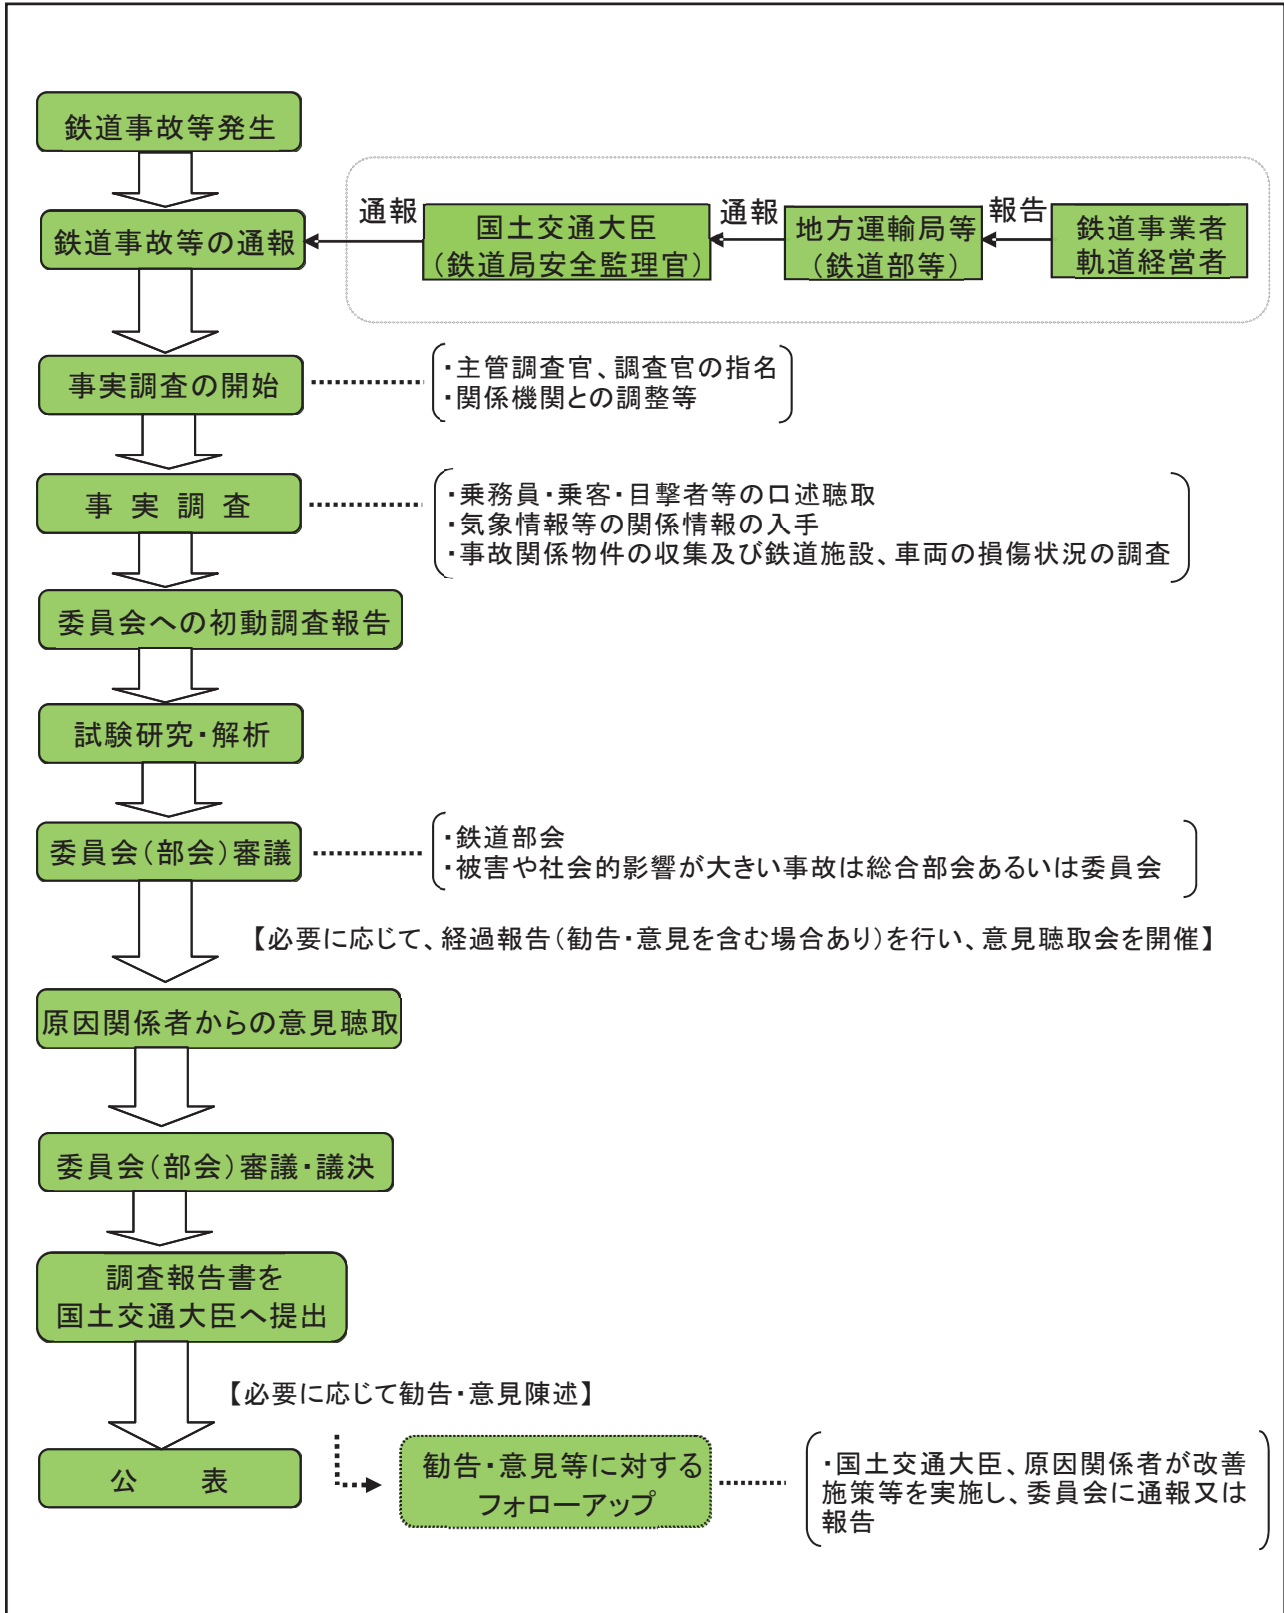 鉄道事故等発生
鉄道事故等の通報
通報
国土交通大臣
(鉄道局安全監理官)
通報
地方運輸局等
(鉄道部等)
報告
鉄道事業者
軌道経営者
事実調査の開始
・主管調査官、調査官の指名
・関係機関との調整等
事 実 調 査
・乗務員・乗客・目撃者等の口述聴取
・気象情報等の関係情報の入手
・事故関係物件の収集及び鉄道施設、車両の損傷状況の調査
委員会への初動調査報告
試験研究・解析
委員会(部会)審議
・鉄道部会
・被害や社会的影響が大きい事故は総合部会あるいは委員会
【必要に応じて、経過報告(勧告・意見を含む場合あり)を行い、意見聴取会を開催】
原因関係者からの意見聴取
委員会(部会)審議・議決
調査報告書を
国土交通大臣へ提出
【必要に応じて勧告・意見陳述】
公 表
勧告・意見等に対する
フォローアップ
・国土交通大臣、原因関係者が改善
施策等を実施し、委員会に通報又は
報告